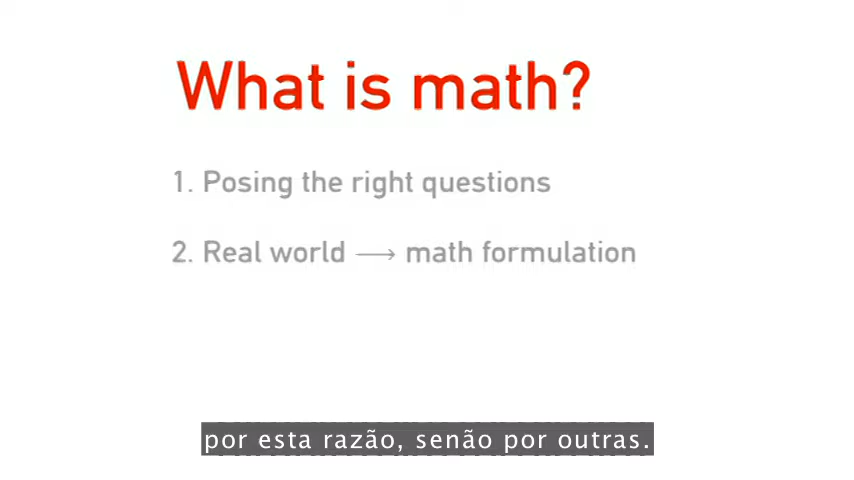 What is math?
1. Posing the right questions
2. Real world ⟶ math formulation
por esta razão, senão por outras.